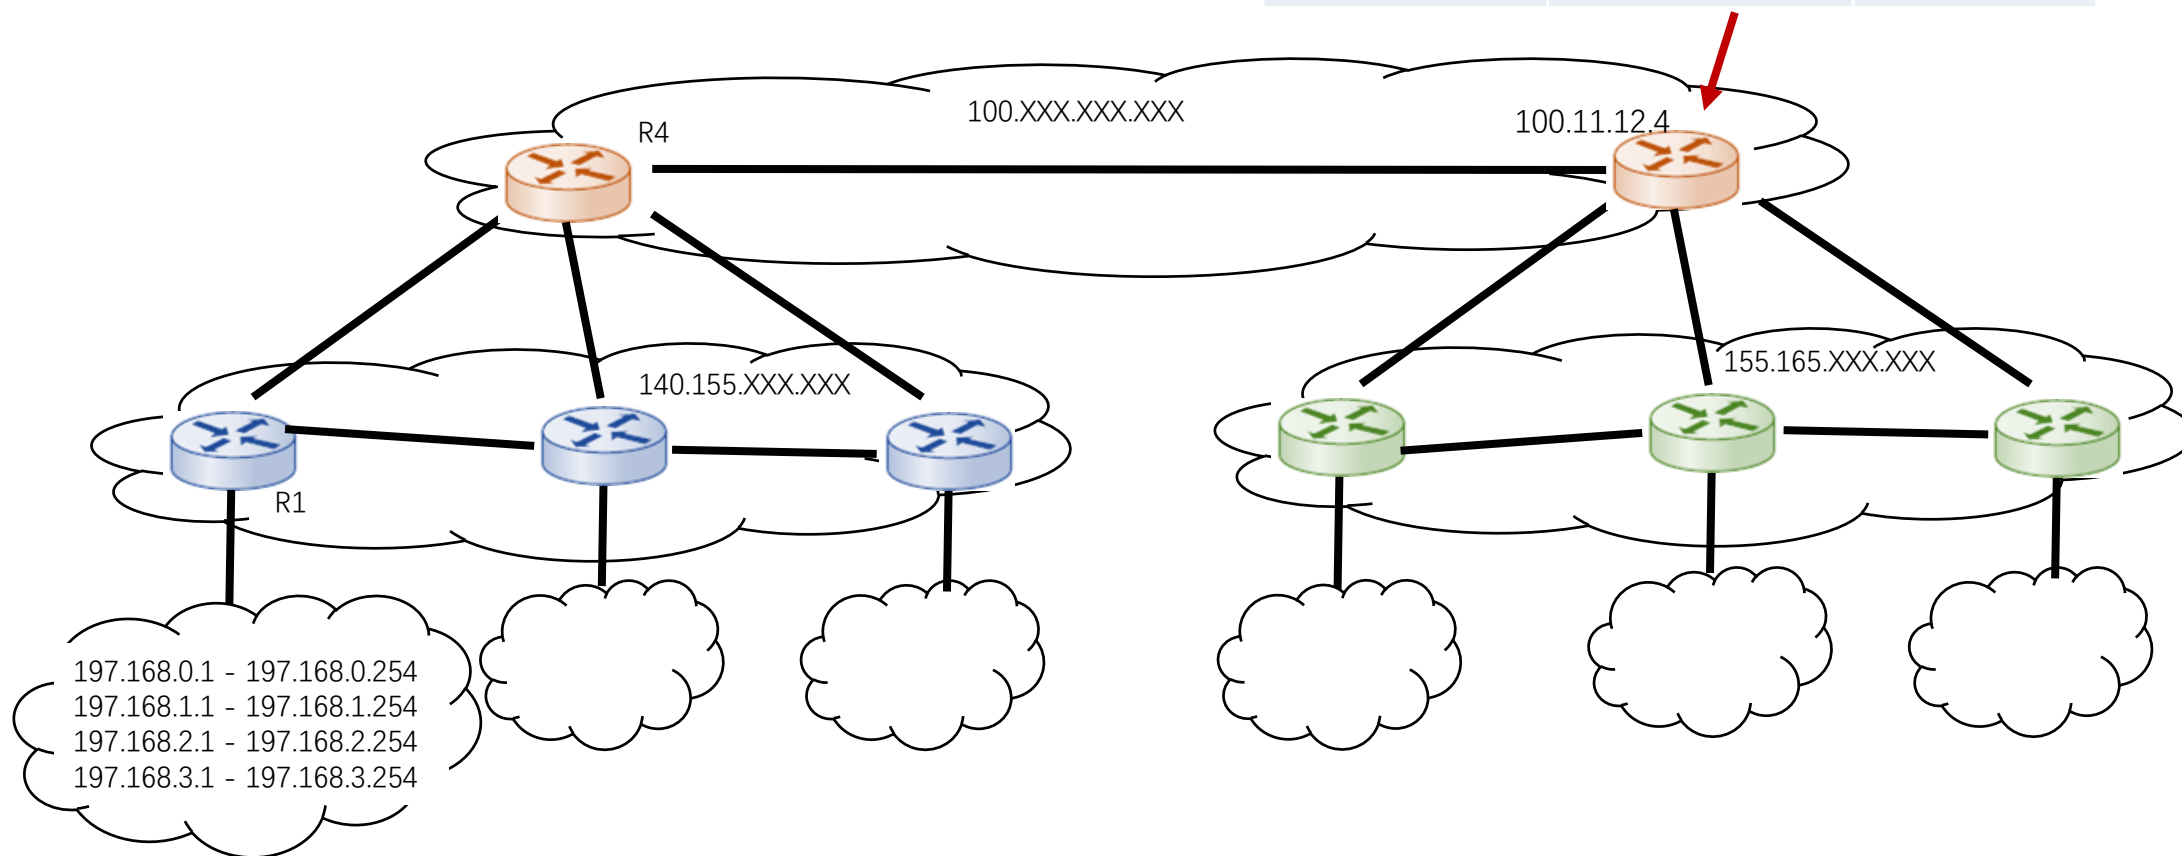 100.XXX.XXX.XXX
100.11.12.4
R4
155.165.XXX.XXX
140.155.XXX.XXX
R1
197.168.0.1 - 197.168.0.254
197.168.1.1 - 197.168.1.254
197.168.2.1 - 197.168.2.254
197.168.3.1 - 197.168.3.254